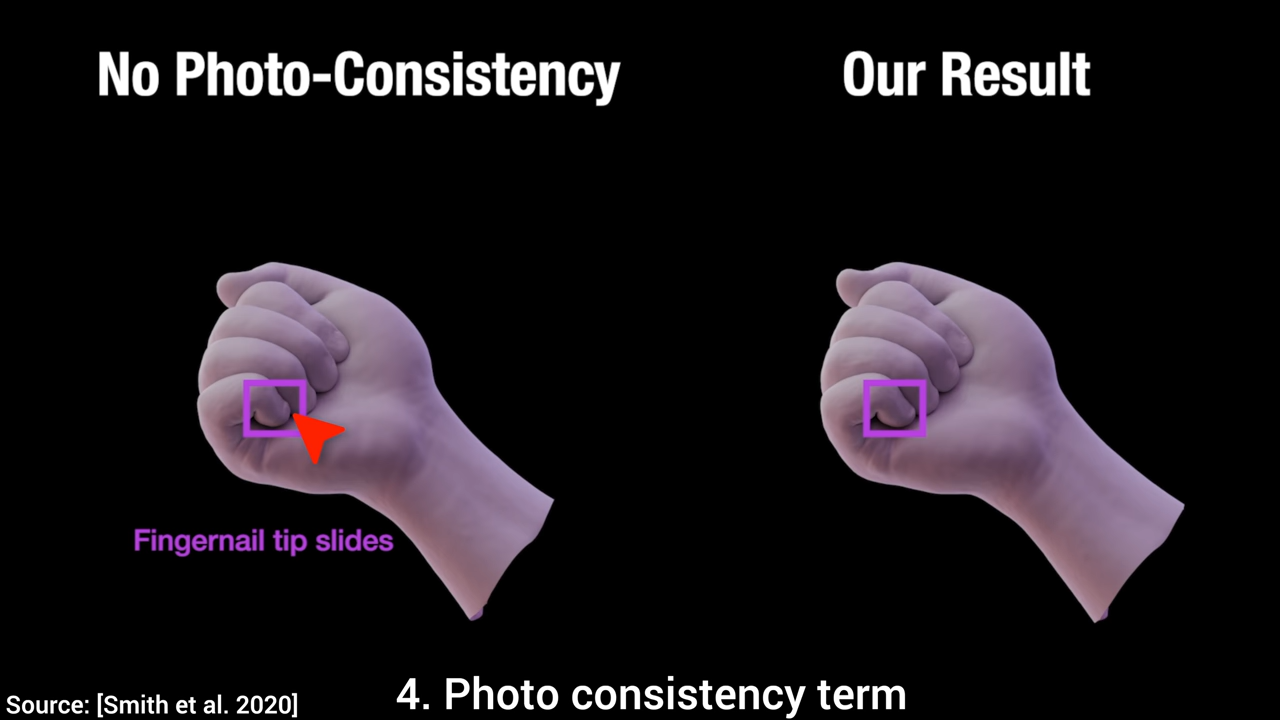 No Photo-Consistency
Our Result
Fingernail tip slides
Source: [Smith et al. 2020]
4. Photo consistency term